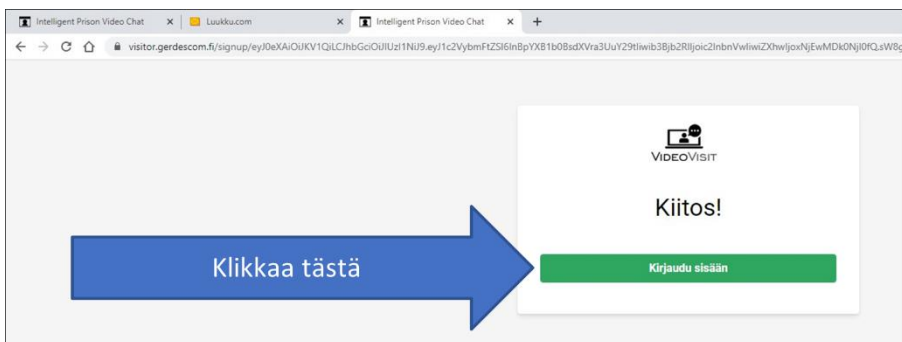 Intelligent Prison Video Chat
Luukku.com
Intelligent Prison Video Chat
visitor.gerdescom.fi/signup/
VIDEOVISIT
Kiitos!
Klikkaa tästä
Kirjaudu sisään